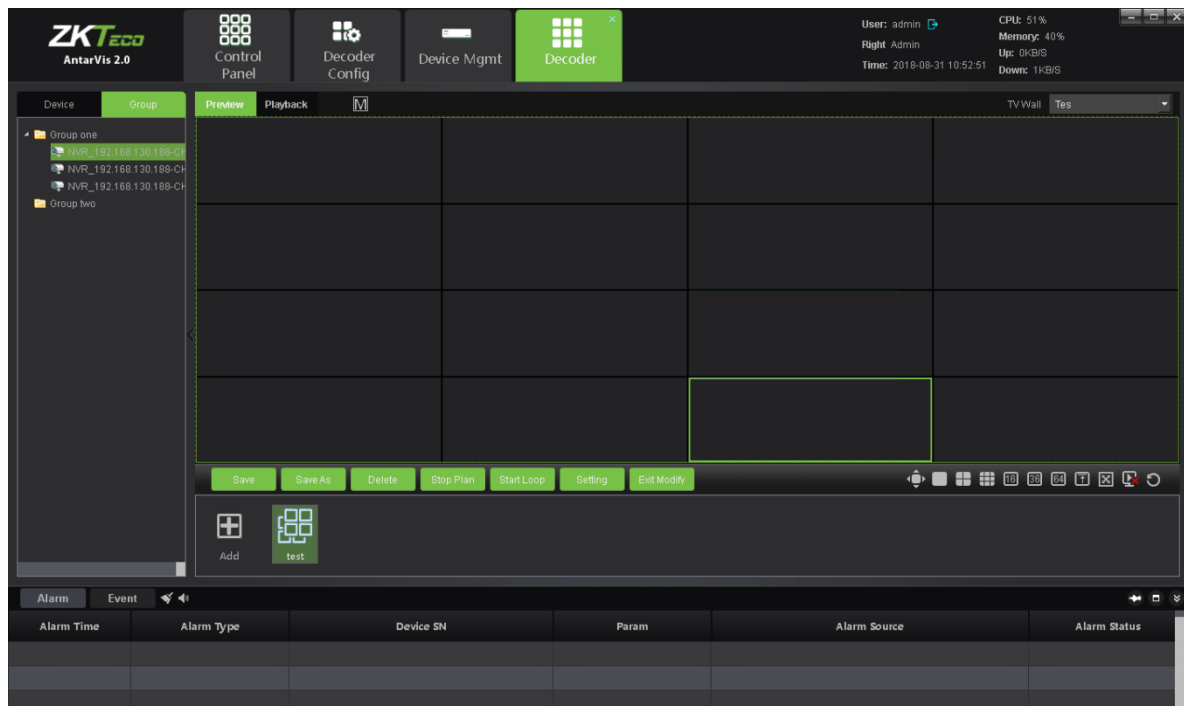 ZKTeco
AntarVis 2.0
Control
Panel
Decoder
Config
Device Mgmt
Decoder
User: admin
Right Admin
Time: 2018-08-31 10:52:51
CPU: 51%
Memory: 40%
Up: 0KB/S
Down: 1KB/S
Device Group
Preview Playback M
TV Wall Tes
Group one
NVR_192.168.130.188-CH
NVR_192.168.130.188-CH
NVR_192.168.130.188-CH
Group two
Save Save As Delete Stop Plan Start Loop Setting Exit Modify 16 36 64
Add test
Alarm Event
Alarm Time Alarm Type Device SN Param Alarm Source Alarm Status